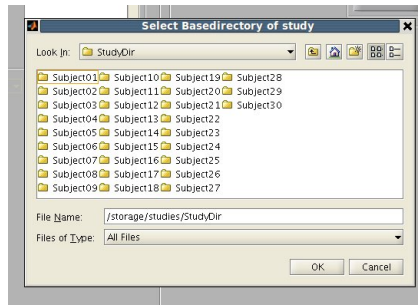 Select Basedirectory of study
Look In: StudyDir
Subject01 Subject10 Subject19 Subject28
Subject02 Subject11 Subject20 Subject29
Subject03 Subject12 Subject21 Subject30
Subject04 Subject13 Subject22
Subject05 Subject14 Subject23
Subject06 Subject15 Subject24
Subject07 Subject16 Subject25
Subject08 Subject17 Subject26
Subject09 Subject18 Subject27
File Name: /storage/studies/StudyDir
Files of Type: All Files
OK Cancel